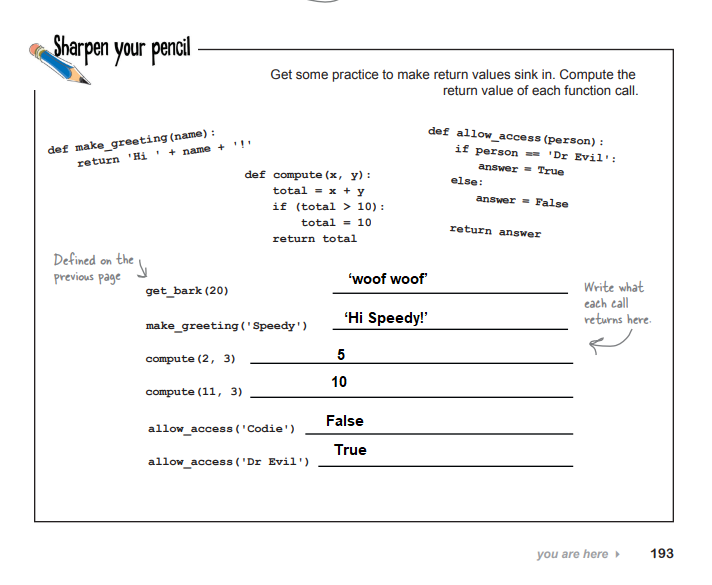 Sharpen your pencil
Get some practice to make return values sink in. Compute the
return value of each function call.
def make_greeting(name):
    return 'Hi ' + name + '!'
def compute(x, y):
    total = x + y
    if (total > 10):
        total = 10
    return total
def allow_access(person):
    if person == 'Dr Evil':
        answer = True
    else:
        answer = False
    return answer
Defined on the
previous page
get_bark(20) ‘woof woof’
make_greeting('Speedy') ‘Hi Speedy!’
compute(2, 3) 5
compute(11, 3) 10
allow_access('Codie') False
allow_access('Dr Evil') True
Write what
each call
returns here.
you are here ▸ 193